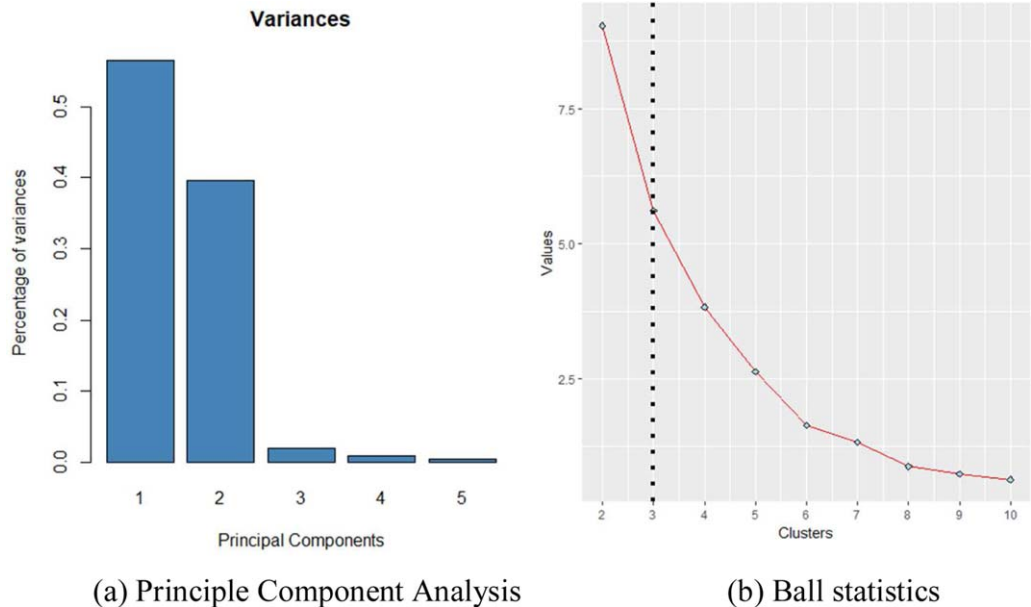 Variances
Percentage of variances
0.5
0.4
0.3
0.2
0.1
0.0
1 2 3 4 5
Principal Components
(a) Principle Component Analysis
Values
7.5
5.0
2.5
2 3 4 5 6 7 8 9 10
Clusters
(b) Ball statistics